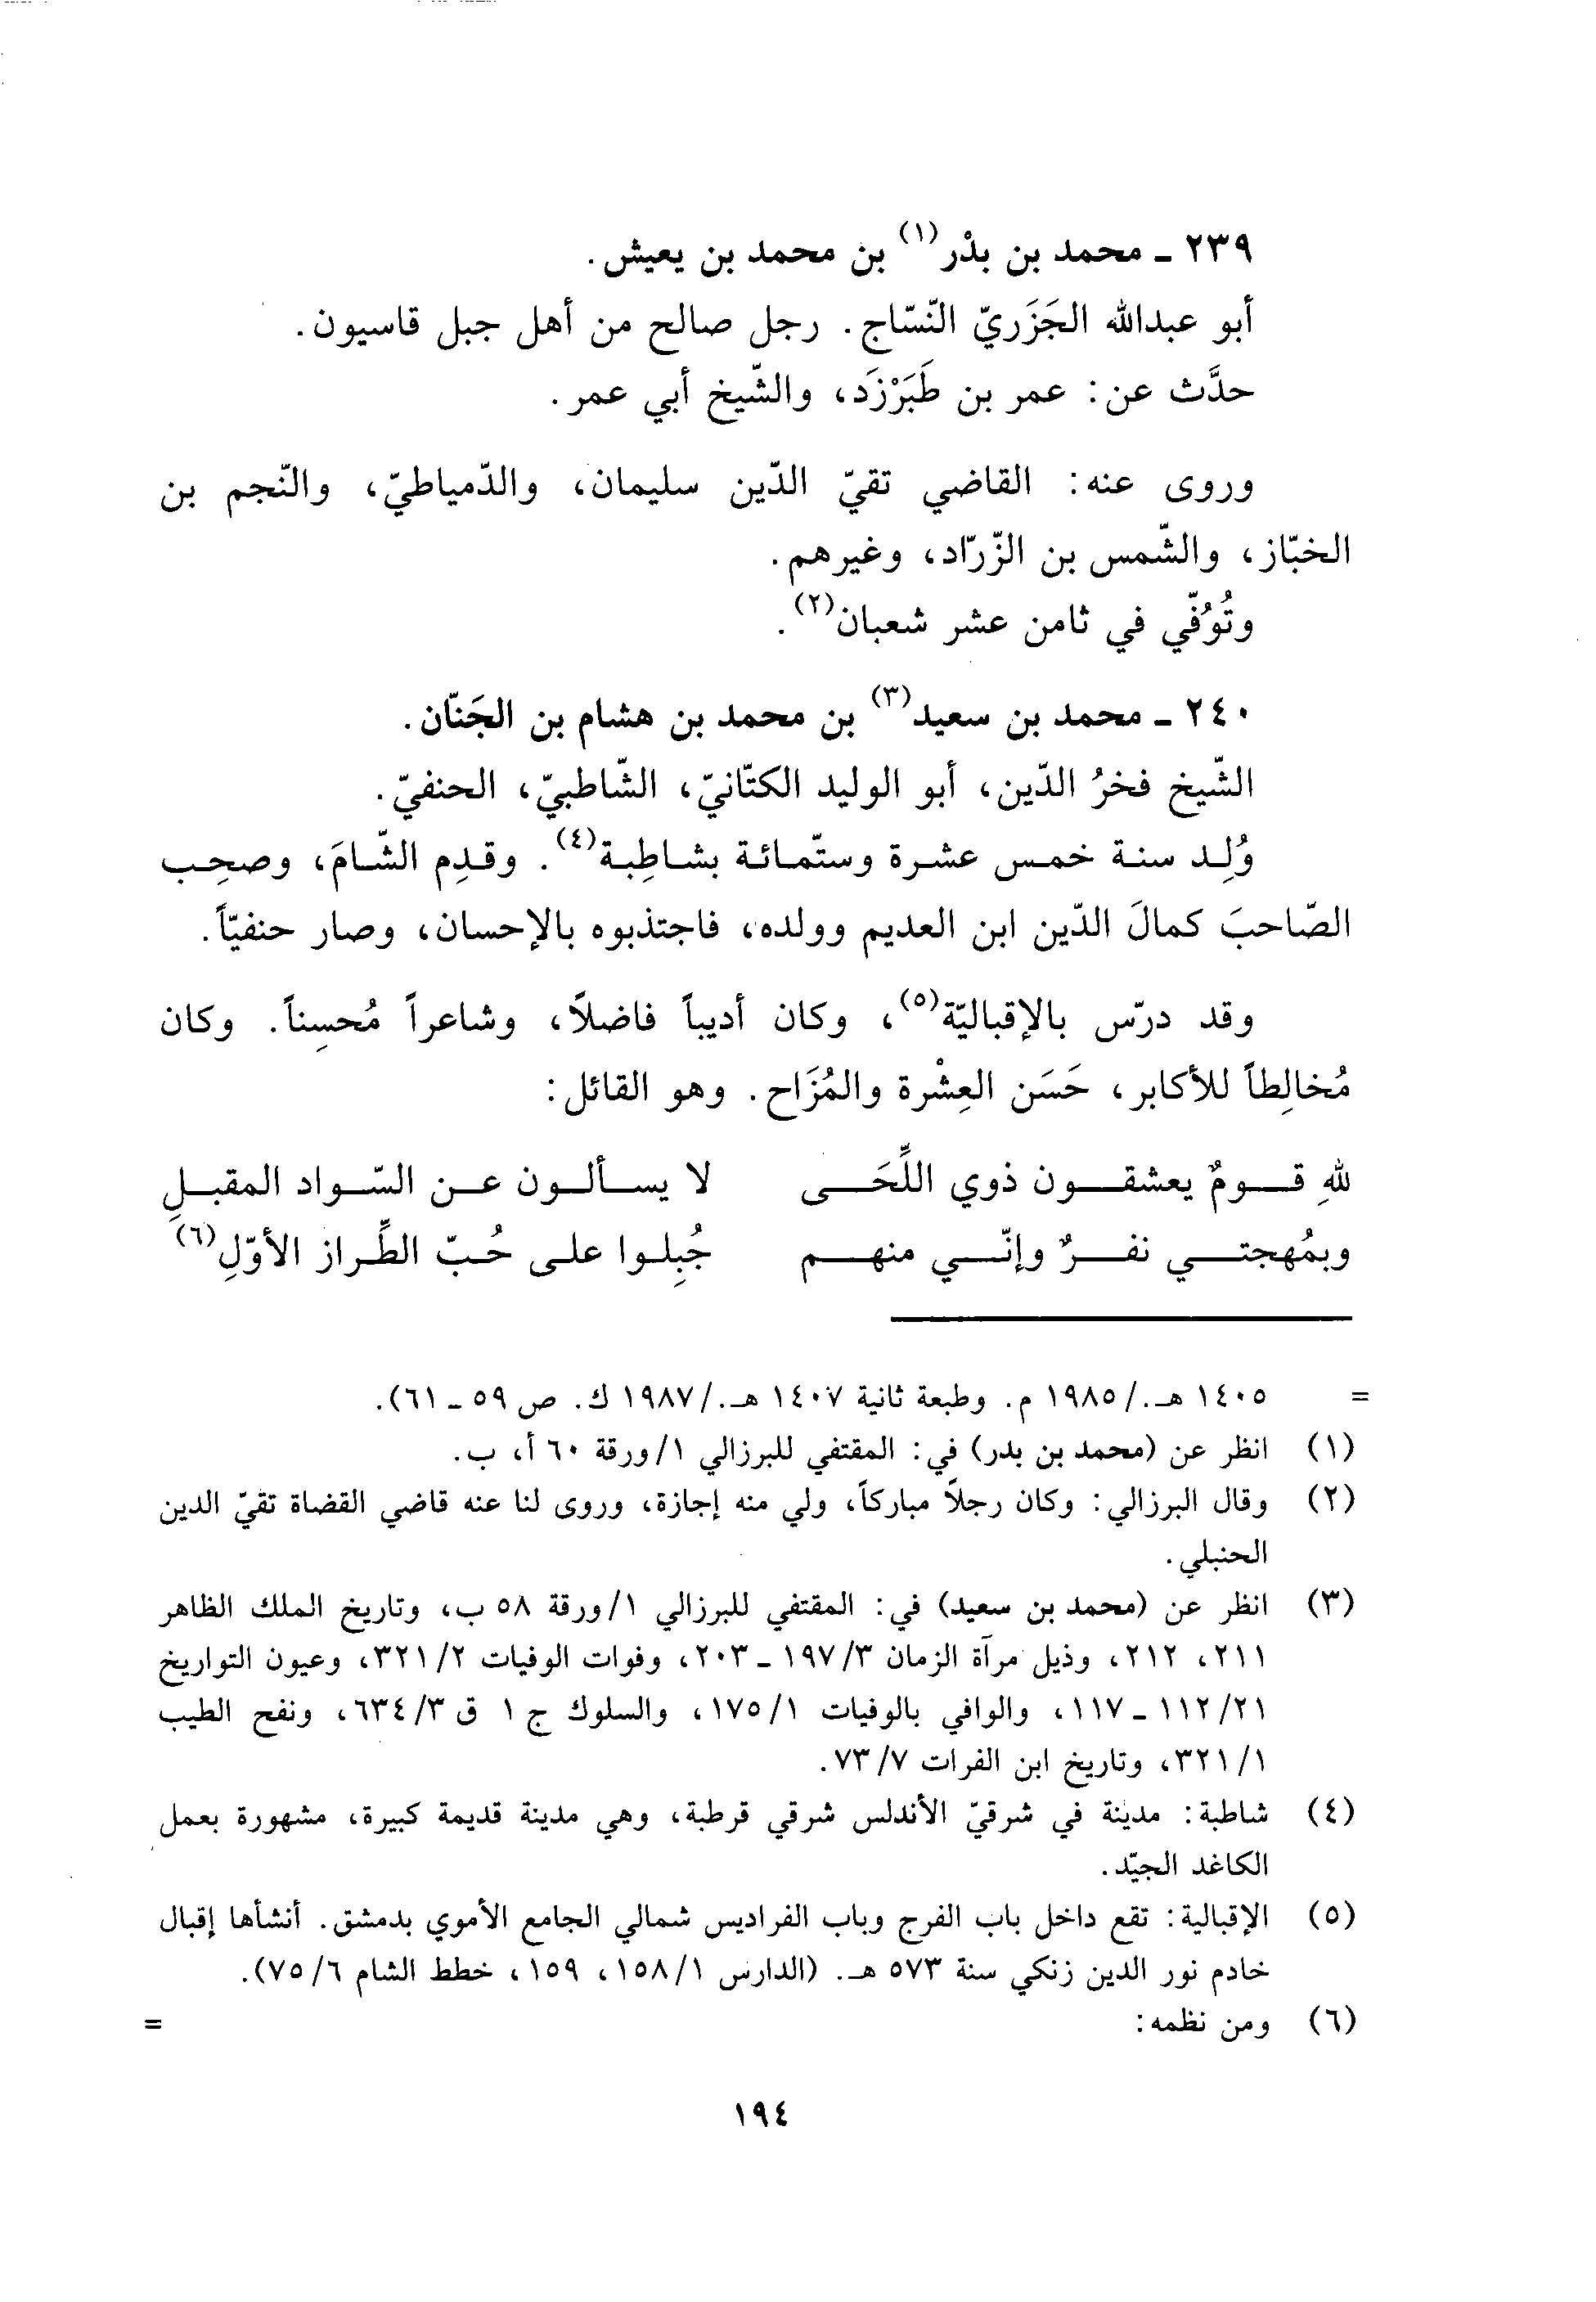 ٢٣٩ ـ محمد بن بدْر(١) بن محمد بن يعيش.
أبو عبدالله الجَزَريّ النّسّاج. رجل صالح من أهل جبل قاسيون.
حدَّث عن: عمر بن طَبَرْزَد، والشّيخ أبي عمر.
وروى عنه: القاضي تقيّ الدّين سليمان، والدّمياطيّ، والنّجم بن
الخبّاز، والشّمس بن الزّرّاد، وغيرهم.
وتُوُفّي في ثامن عشر شعبان(٢).
٢٤٠ ـ محمد بن سعيد(٣) بن محمد بن هشام بن الجَنّان.
الشّيخ فخرُ الدّين، أبو الوليد الكتّانيّ، الشّاطبيّ، الحنفيّ.
وُلِد سنة خمس عشرة وستّمائة بشاطِبة(٤). وقدِم الشّامَ، وصحِب
الصّاحبَ كمالَ الدّين ابن العديم وولده، فاجتذبوه بالإحسان، وصار حنفيّاً.
وقد درّس بالإقباليّة(٥)، وكان أديباً فاضلاً، وشاعراً مُحسِناً. وكان
مُخالِطاً للأكابر، حَسَن العِشْرة والمُزَاح. وهو القائل:
للهِ قومٌ يعشقون ذوي اللِّحَى لا يسألون عن السّواد المقبلِ
وبمُهجتي نفرٌ وإنّي منهم جُبِلوا على حُبّ الطِّراز الأوّلِ(٦)
= ١٤٠٥ هـ./١٩٨٥ م. وطبعة ثانية ١٤٠٧ هـ./١٩٨٧ ك. ص ٥٩ ـ ٦١).
(١) انظر عن (محمد بن بدر) في: المقتفي للبرزالي ١/ورقة ٦٠ أ، ب.
(٢) وقال البرزالي: وكان رجلاً مباركاً، ولي منه إجازة، وروى لنا عنه قاضي القضاة تقيّ الدين
الحنبلي.
(٣) انظر عن (محمد بن سعيد) في: المقتفي للبرزالي ١/ورقة ٥٨ ب، وتاريخ الملك الظاهر
٢١١، ٢١٢، وذيل مرآة الزمان ٣/١٩٧ ـ ٢٠٣، وفوات الوفيات ٢/٣٢١، وعيون التواريخ
٢١/١١٢ ـ ١١٧، والوافي بالوفيات ١/١٧٥، والسلوك ج ١ ق ٣/٦٣٤، ونفح الطيب
١/٣٢١، وتاريخ ابن الفرات ٧/٧٣.
(٤) شاطبة: مدينة في شرقيّ الأندلس شرقي قرطبة، وهي مدينة قديمة كبيرة، مشهورة بعمل
الكاغد الجيّد.
(٥) الإقبالية: تقع داخل باب الفرج وباب الفراديس شمالي الجامع الأموي بدمشق. أنشأها إقبال
خادم نور الدين زنكي سنة ٥٧٣ هـ. (الدارس ١/١٥٨، ١٥٩، خطط الشام ٦/٧٥).
(٦) ومن نظمه: =
١٩٤